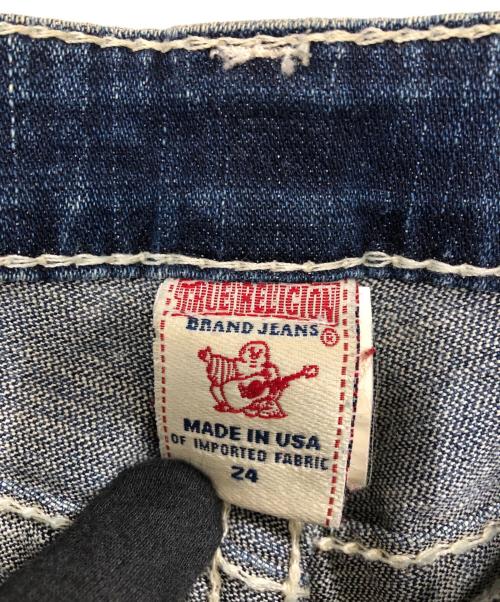 TRUE RELIGION
BRAND JEANS ®
MADE IN USA
OF IMPORTED FABRIC
24